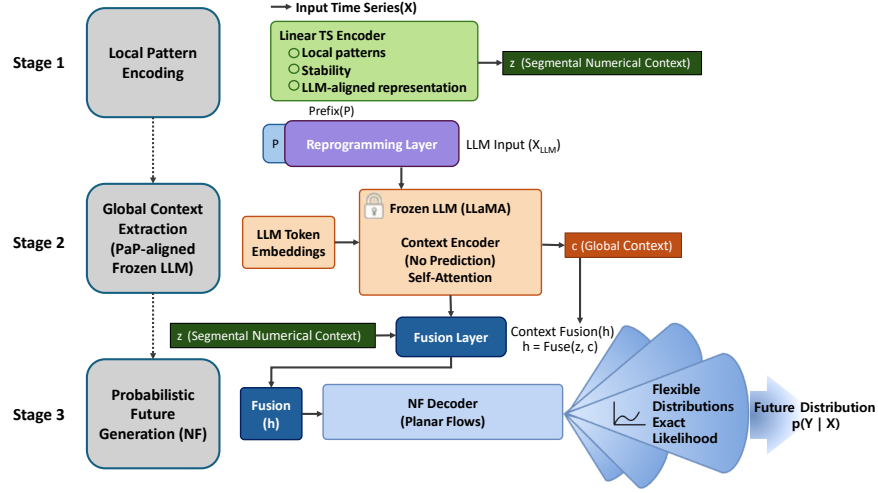 Input Time Series(X)
Stage 1
Local Pattern
Encoding
Linear TS Encoder
Local patterns
Stability
LLM-aligned representation
z (Segmental Numerical Context)
Prefix(P)
P
Reprogramming Layer
LLM Input (X_LLM)
Stage 2
Global Context
Extraction
(PaP-aligned
Frozen LLM)
LLM Token
Embeddings
Frozen LLM (LLaMA)
Context Encoder
(No Prediction)
Self-Attention
c (Global Context)
z (Segmental Numerical Context)
Fusion Layer
Context Fusion(h)
h = Fuse(z, c)
Stage 3
Probabilistic
Future
Generation (NF)
Fusion
(h)
NF Decoder
(Planar Flows)
Flexible
Distributions
Exact
Likelihood
Future Distribution
p(Y | X)